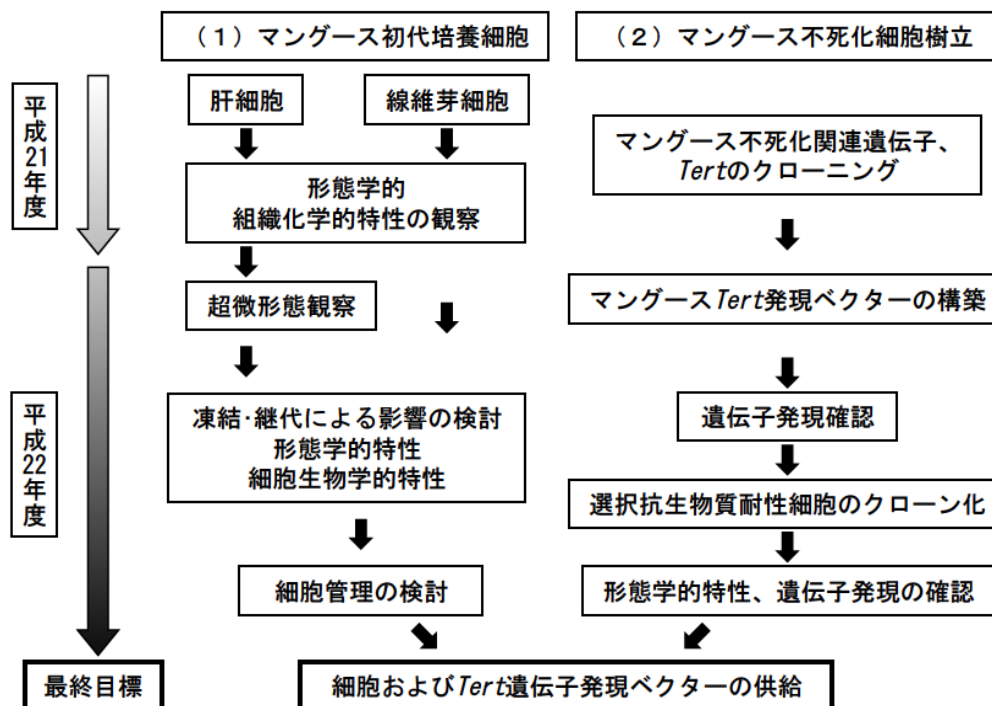 (1)マングース初代培養細胞
(2)マングース不死化細胞樹立
平成21年度
肝細胞
線維芽細胞
形態学的
組織化学的特性の観察
マングース不死化関連遺伝子、
Tertのクローニング
超微形態観察
マングースTert発現ベクターの構築
平成22年度
凍結・継代による影響の検討
形態学的特性
細胞生物学的特性
遺伝子発現確認
選択抗生物質耐性細胞のクローン化
細胞管理の検討
形態学的特性、遺伝子発現の確認
最終目標
細胞およびTert遺伝子発現ベクターの供給